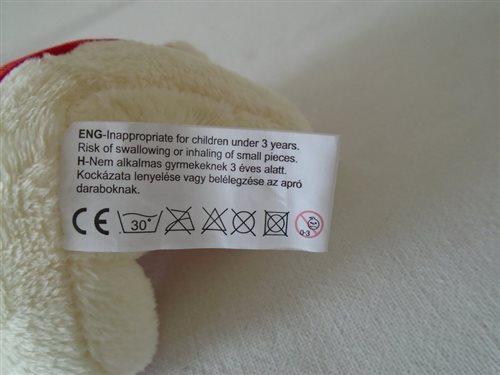 ENG-Inappropriate for children under 3 years.
Risk of swallowing or inhaling of small pieces.
H-Nem alkalmas gyrmekeknek 3 éves alatt.
Kockázata lenyelése vagy belélegzése az apró
daraboknak.
CE 30° 0-3